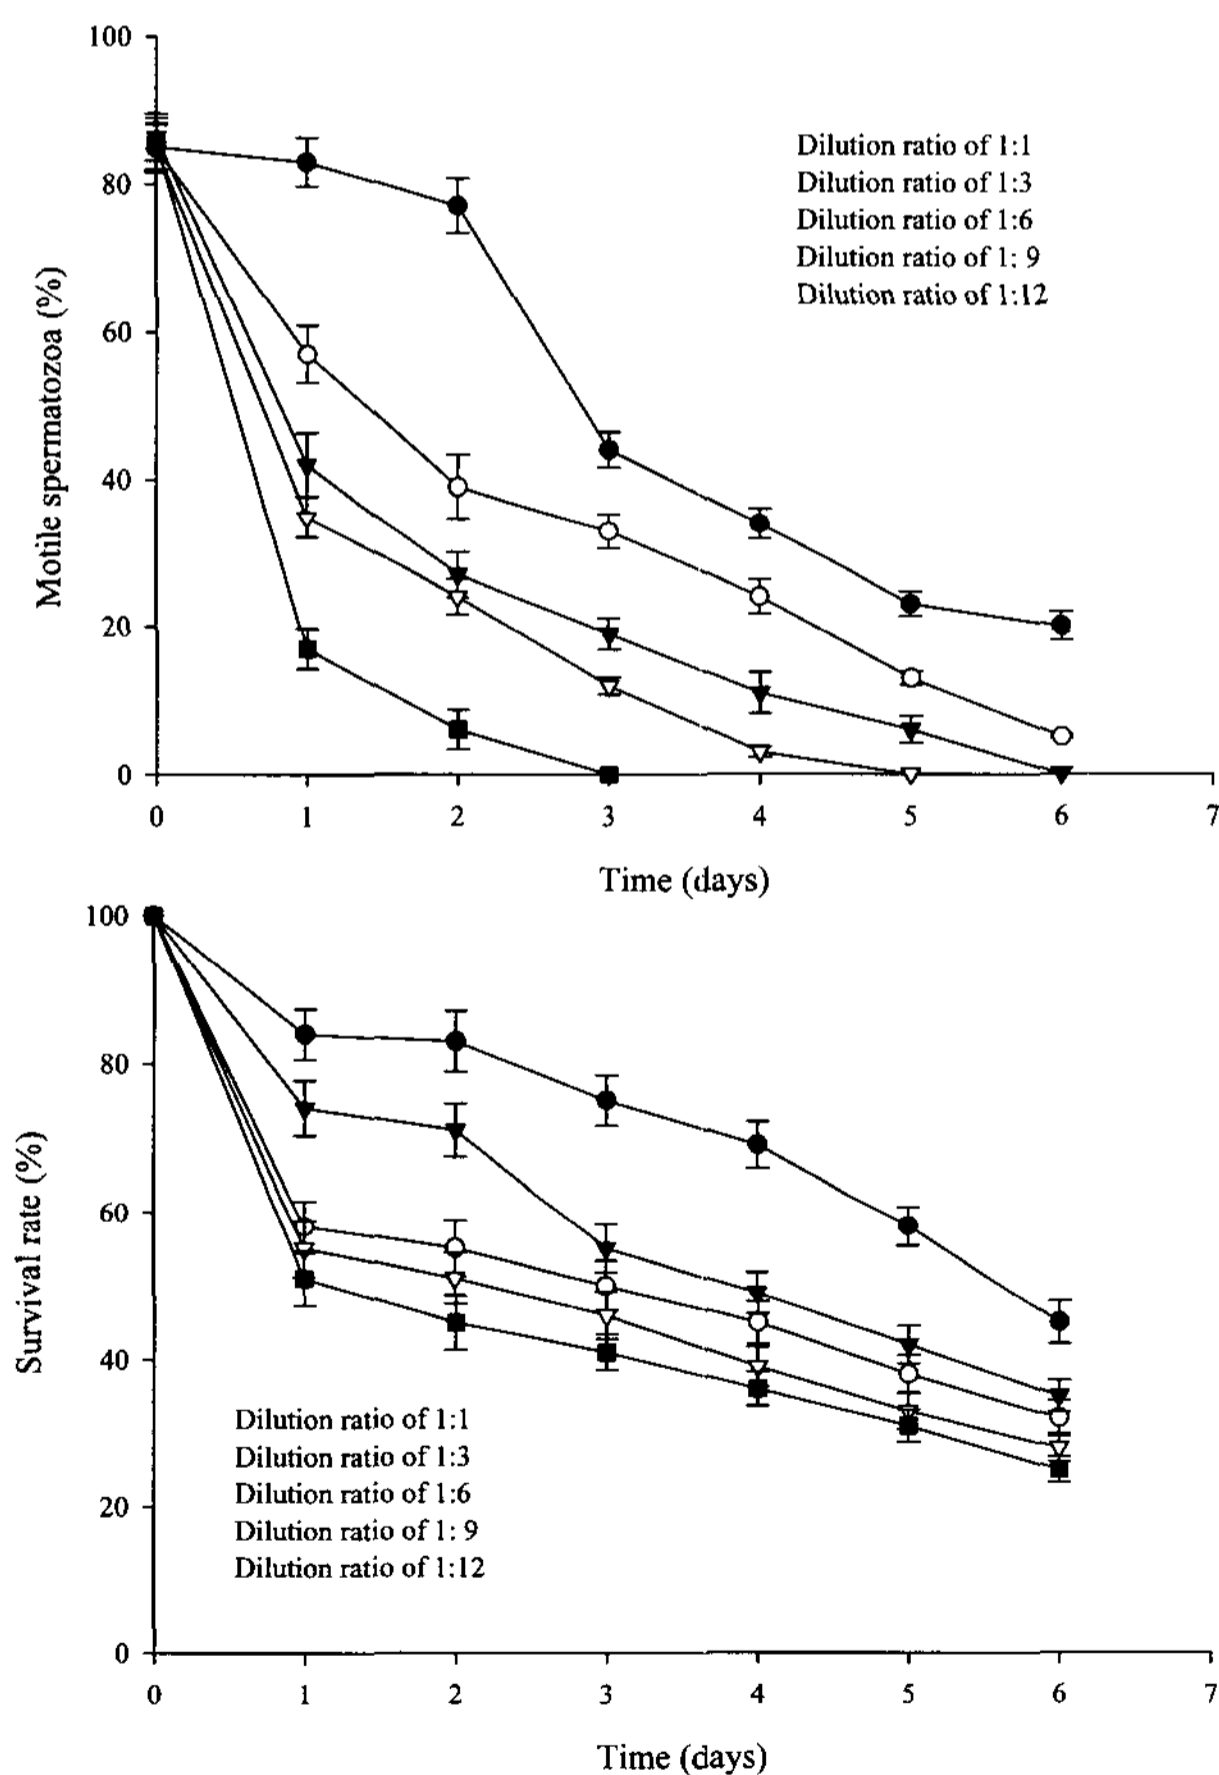 100
80
60
40
20
0
Motile spermatozoa (%)
Dilution ratio of 1:1
Dilution ratio of 1:3
Dilution ratio of 1:6
Dilution ratio of 1: 9
Dilution ratio of 1:12
0 1 2 3 4 5 6 7
Time (days)
100
80
60
40
20
0
Survival rate (%)
Dilution ratio of 1:1
Dilution ratio of 1:3
Dilution ratio of 1:6
Dilution ratio of 1: 9
Dilution ratio of 1:12
0 1 2 3 4 5 6 7
Time (days)